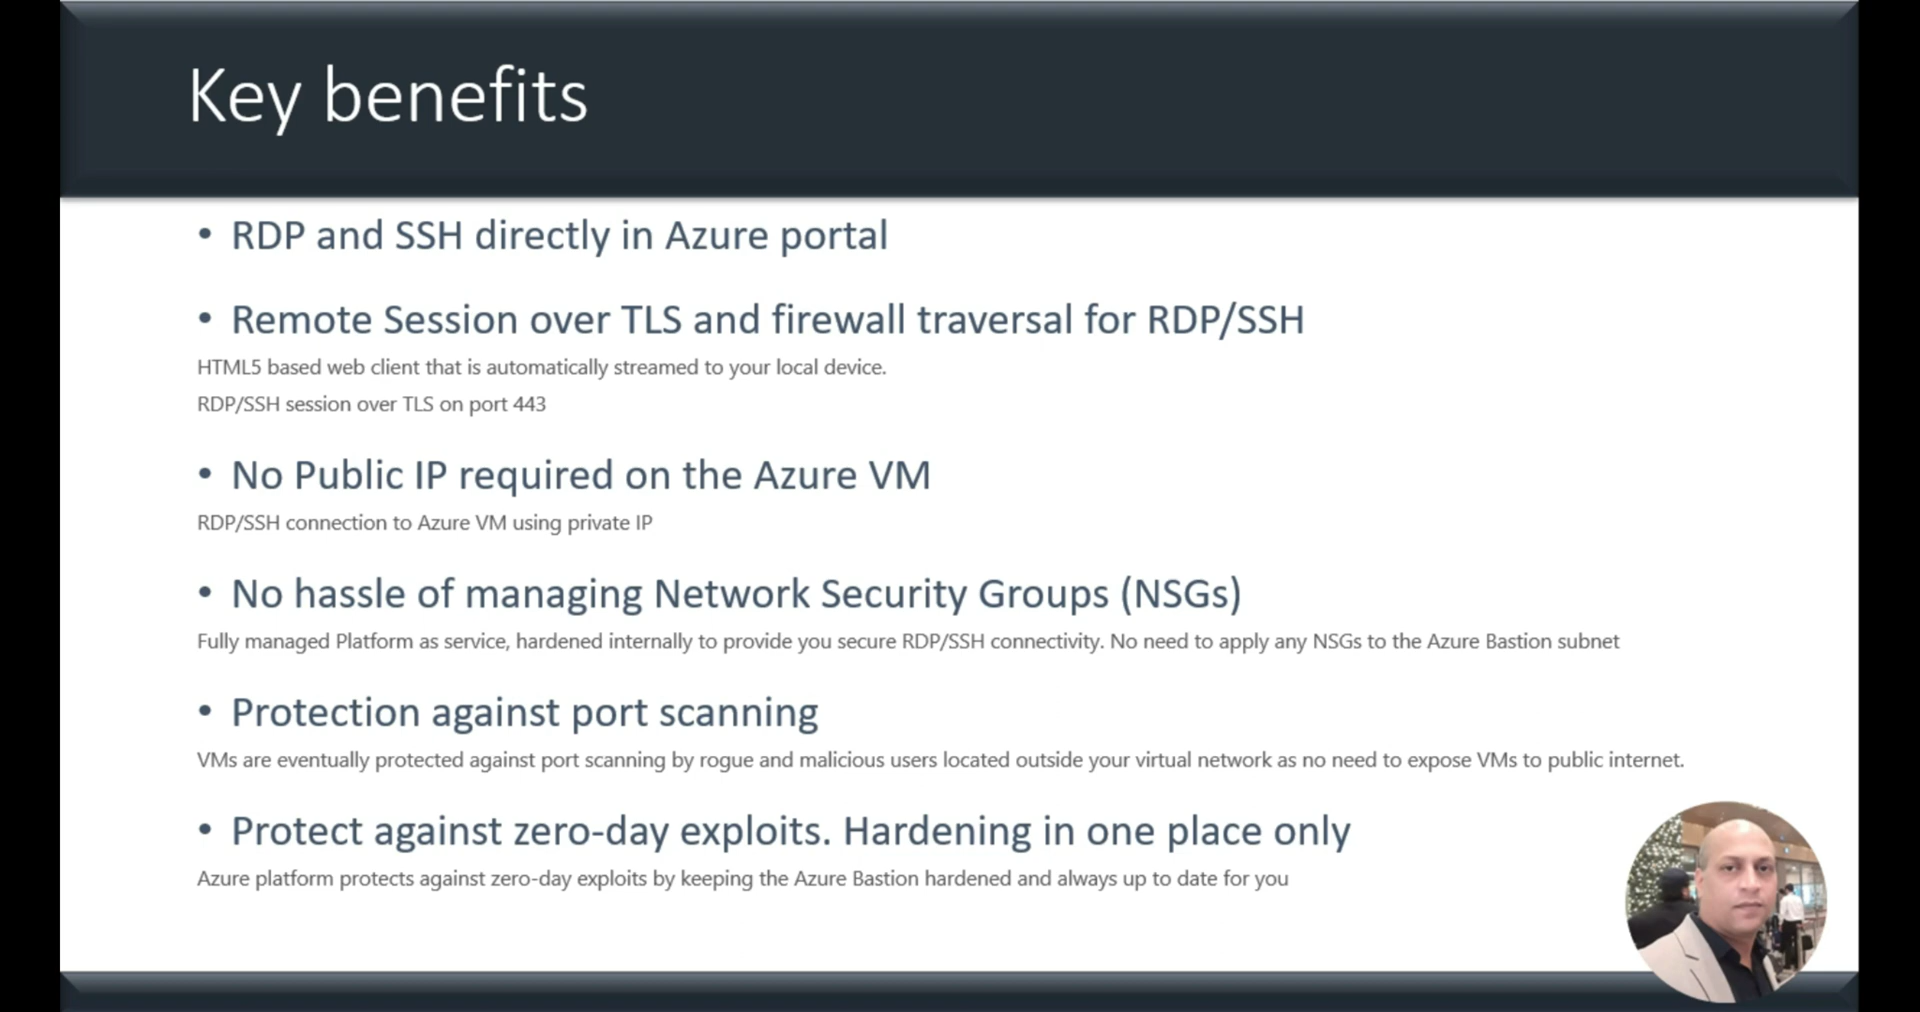 Key benefits
• RDP and SSH directly in Azure portal
• Remote Session over TLS and firewall traversal for RDP/SSH
HTML5 based web client that is automatically streamed to your local device.
RDP/SSH session over TLS on port 443
• No Public IP required on the Azure VM
RDP/SSH connection to Azure VM using private IP
• No hassle of managing Network Security Groups (NSGs)
Fully managed Platform as service, hardened internally to provide you secure RDP/SSH connectivity. No need to apply any NSGs to the Azure Bastion subnet
• Protection against port scanning
VMs are eventually protected against port scanning by rogue and malicious users located outside your virtual network as no need to expose VMs to public internet.
• Protect against zero-day exploits. Hardening in one place only
Azure platform protects against zero-day exploits by keeping the Azure Bastion hardened and always up to date for you